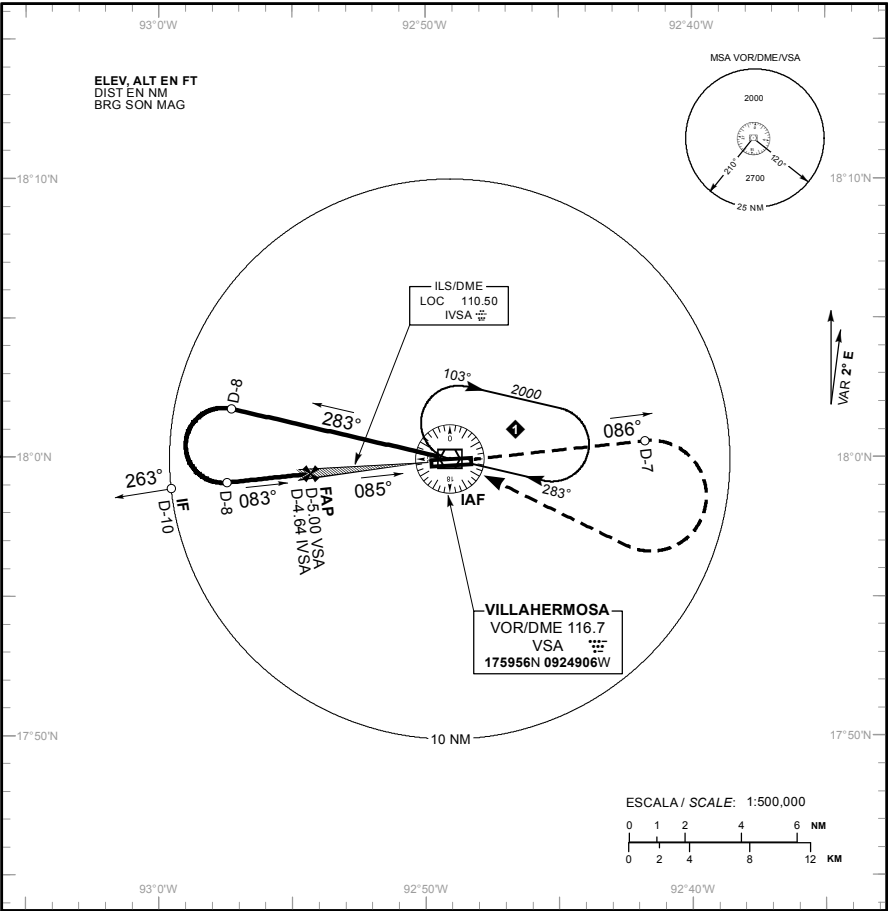 93°0'W
92°50'W
92°40'W
ELEV, ALT EN FT
DIST EN NM
BRG SON MAG
MSA VOR/DME/VSA
2000
210°
120°
2700
25 NM
18°10'N
18°10'N
ILS/DME
LOC 110.50
IVSA
VAR 2° E
103°
2000
D-8
283°
1
086°
0
D-7
18°0'N
18°0'N
263°
D-8
083°
085°
18
283°
IAF
IF
D-10
FAP
D-5.00 VSA
D-4.64 IVSA
VILLAHERMOSA
VOR/DME 116.7
VSA
175956N 0924906W
17°50'N
10 NM
17°50'N
ESCALA / SCALE: 1:500,000
0 1 2 4 6 NM
0 2 4 8 12 KM
93°0'W
92°50'W
92°40'W